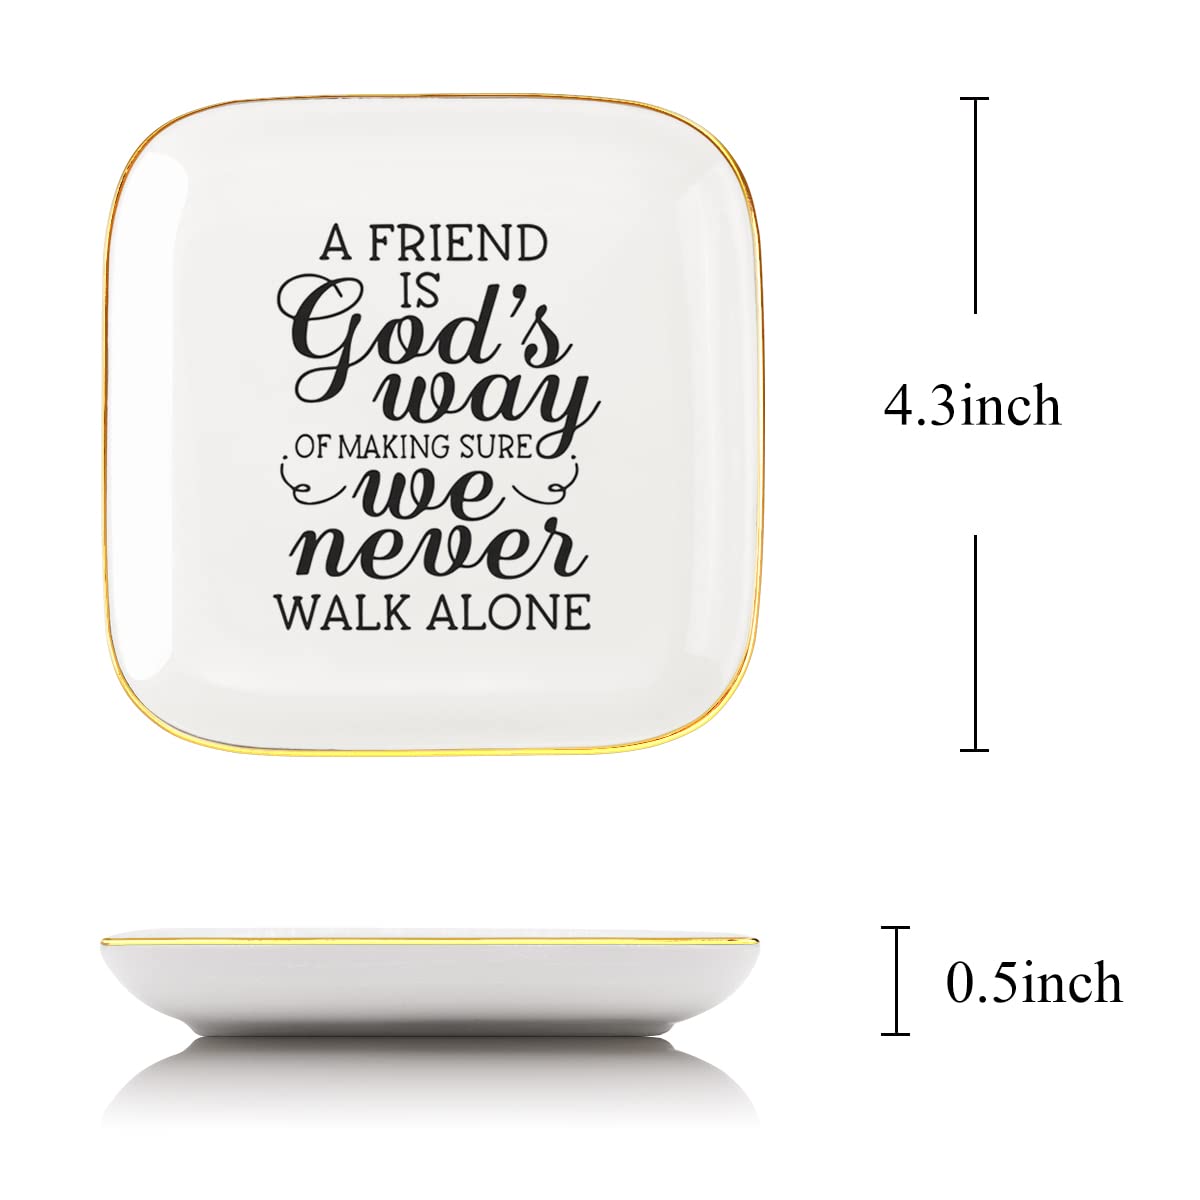 A FRIEND
IS
God's
way
OF MAKING SURE
we
never
WALK ALONE
4.3inch
0.5inch